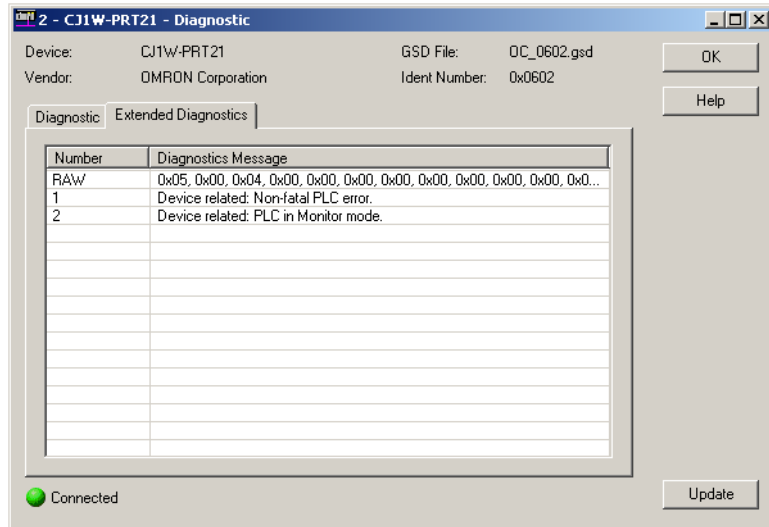 2 - CJ1W-PRT21 - Diagnostic
Device: CJ1W-PRT21 GSD File: OC_0602.gsd OK
Vendor: OMRON Corporation Ident Number: 0x0602
Help
Diagnostic Extended Diagnostics
Number Diagnostics Message
RAW 0x05, 0x00, 0x04, 0x00, 0x00, 0x00, 0x00, 0x00, 0x00, 0x00, 0x00, 0x0...
1 Device related: Non-fatal PLC error.
2 Device related: PLC in Monitor mode.
Connected Update